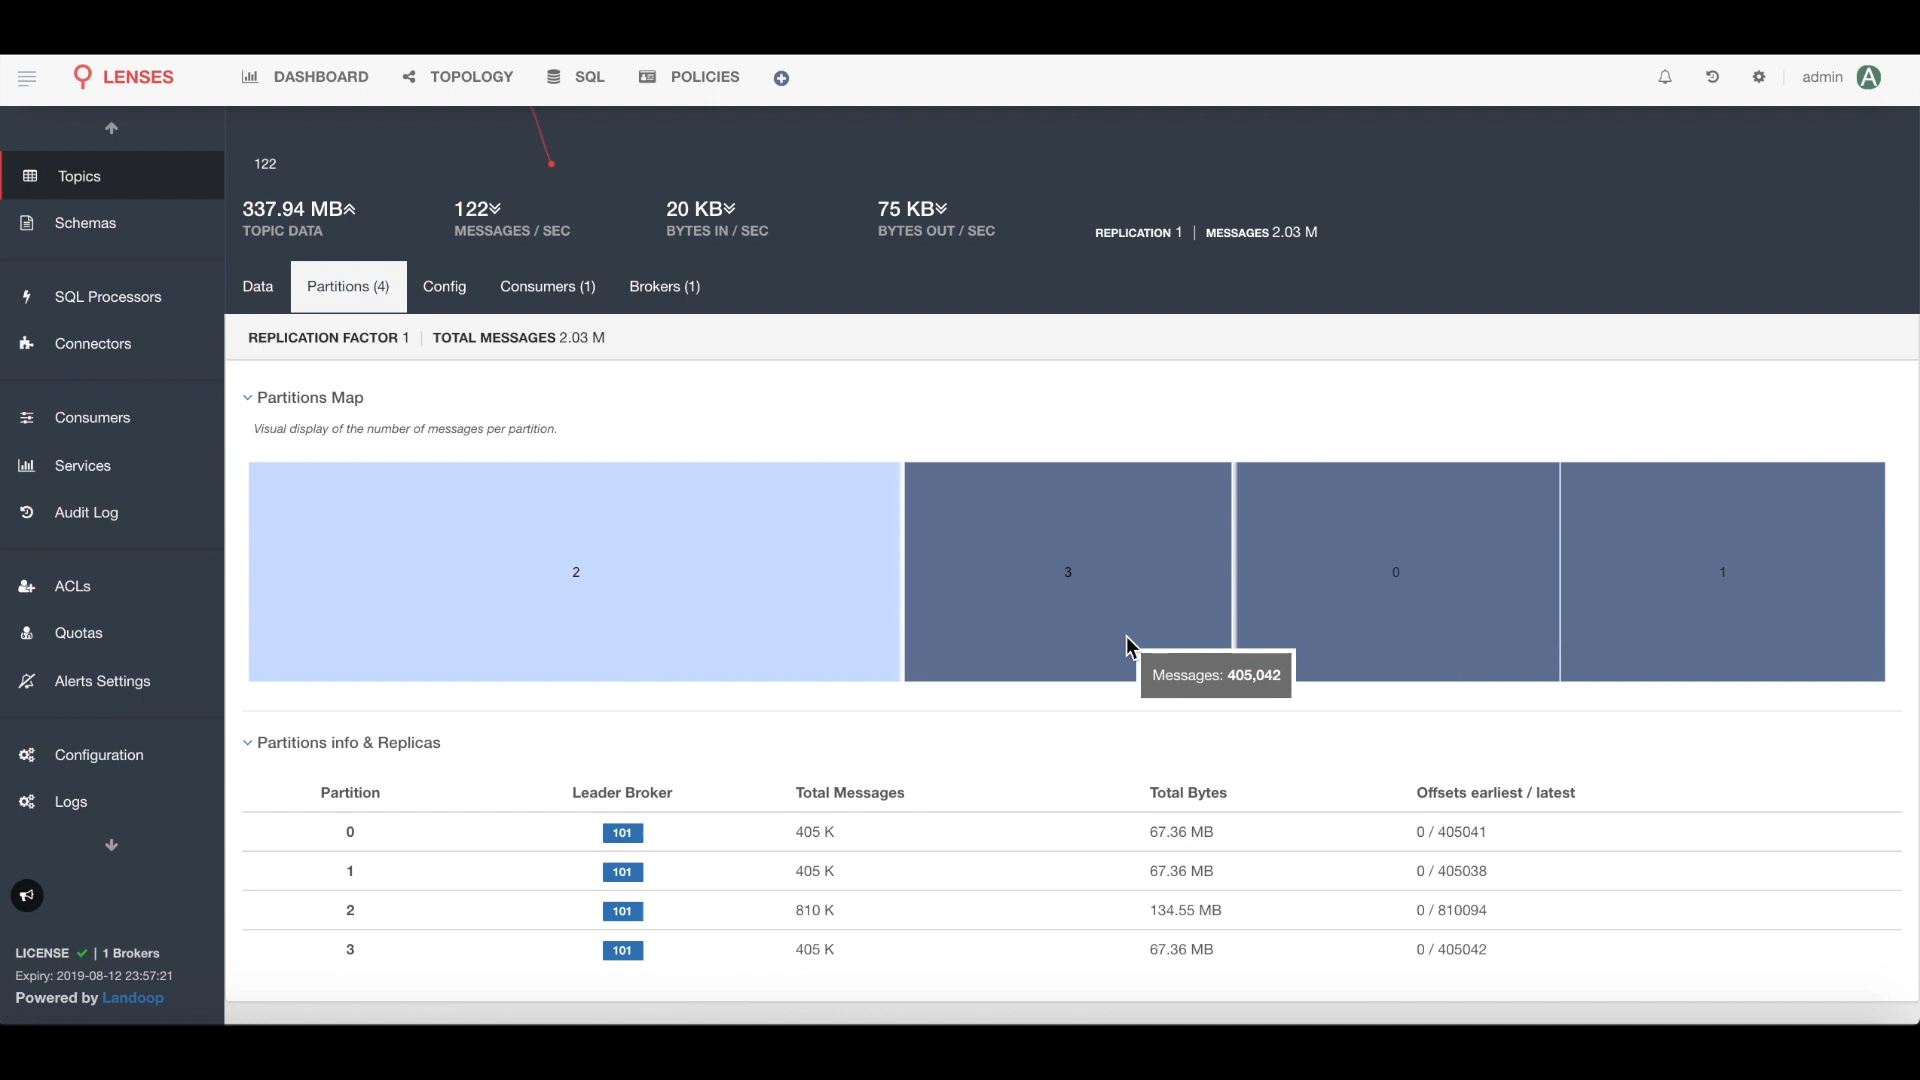 LENSES DASHBOARD TOPOLOGY SQL POLICIES admin A
Topics
Schemas
SQL Processors
Connectors
Consumers
Services
Audit Log
ACLs
Quotas
Alerts Settings
Configuration
Logs
LICENSE | 1 Brokers
Expiry: 2019-08-12 23:57:21
Powered by Landoop
122
337.94 MB 122 20 KB 75 KB
TOPIC DATA MESSAGES / SEC BYTES IN / SEC BYTES OUT / SEC REPLICATION 1 | MESSAGES 2.03 M
Data Partitions (4) Config Consumers (1) Brokers (1)
REPLICATION FACTOR 1 | TOTAL MESSAGES 2.03 M
Partitions Map
Visual display of the number of messages per partition.
2 3 0 1
Messages: 405,042
Partitions info & Replicas
Partition Leader Broker Total Messages Total Bytes Offsets earliest / latest
0 101 405 K 67.36 MB 0 / 405041
1 101 405 K 67.36 MB 0 / 405038
2 101 810 K 134.55 MB 0 / 810094
3 101 405 K 67.36 MB 0 / 405042